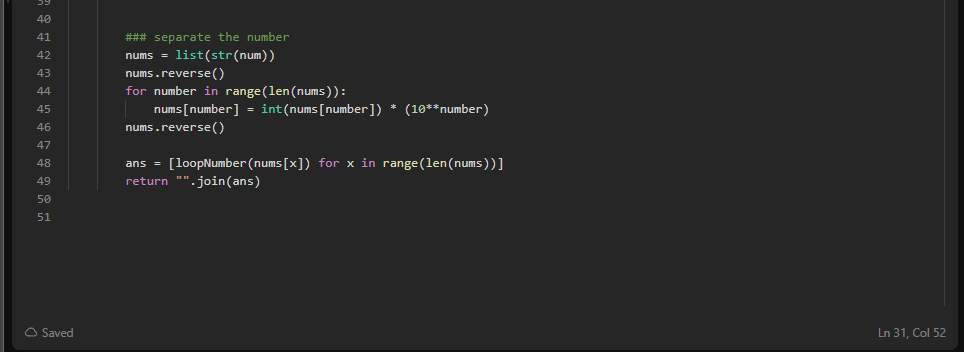 39
40
41 ### separate the number
42 nums = list(str(num))
43 nums.reverse()
44 for number in range(len(nums)):
45 nums[number] = int(nums[number]) * (10**number)
46 nums.reverse()
47
48 ans = [loopNumber(nums[x]) for x in range(len(nums))]
49 return "".join(ans)
50
51
Saved Ln 31, Col 52